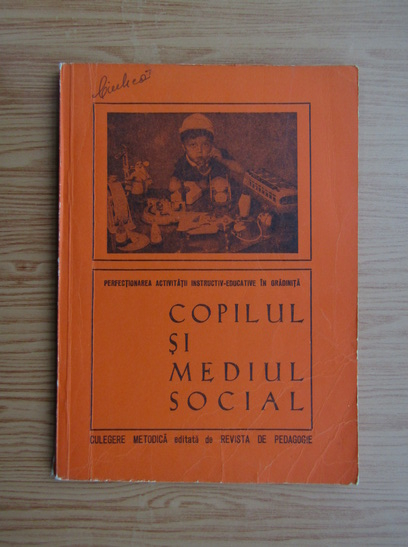 PERFECȚIONAREA ACTIVITĂȚII INSTRUCTIV-EDUCATIVE ÎN GRĂDINIȚĂ
COPILUL
ȘI
MEDIUL
SOCIAL
CULEGERE METODICĂ editată de REVISTA DE PEDAGOGIE